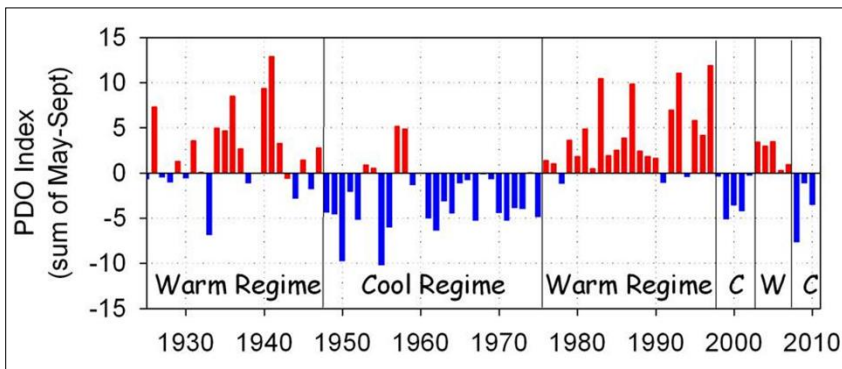 PDO Index
(sum of May-Sept)
15
10
5
0
-5
-10
-15
Warm Regime
Cool Regime
Warm Regime
C
W
C
1930 1940 1950 1960 1970 1980 1990 2000 2010